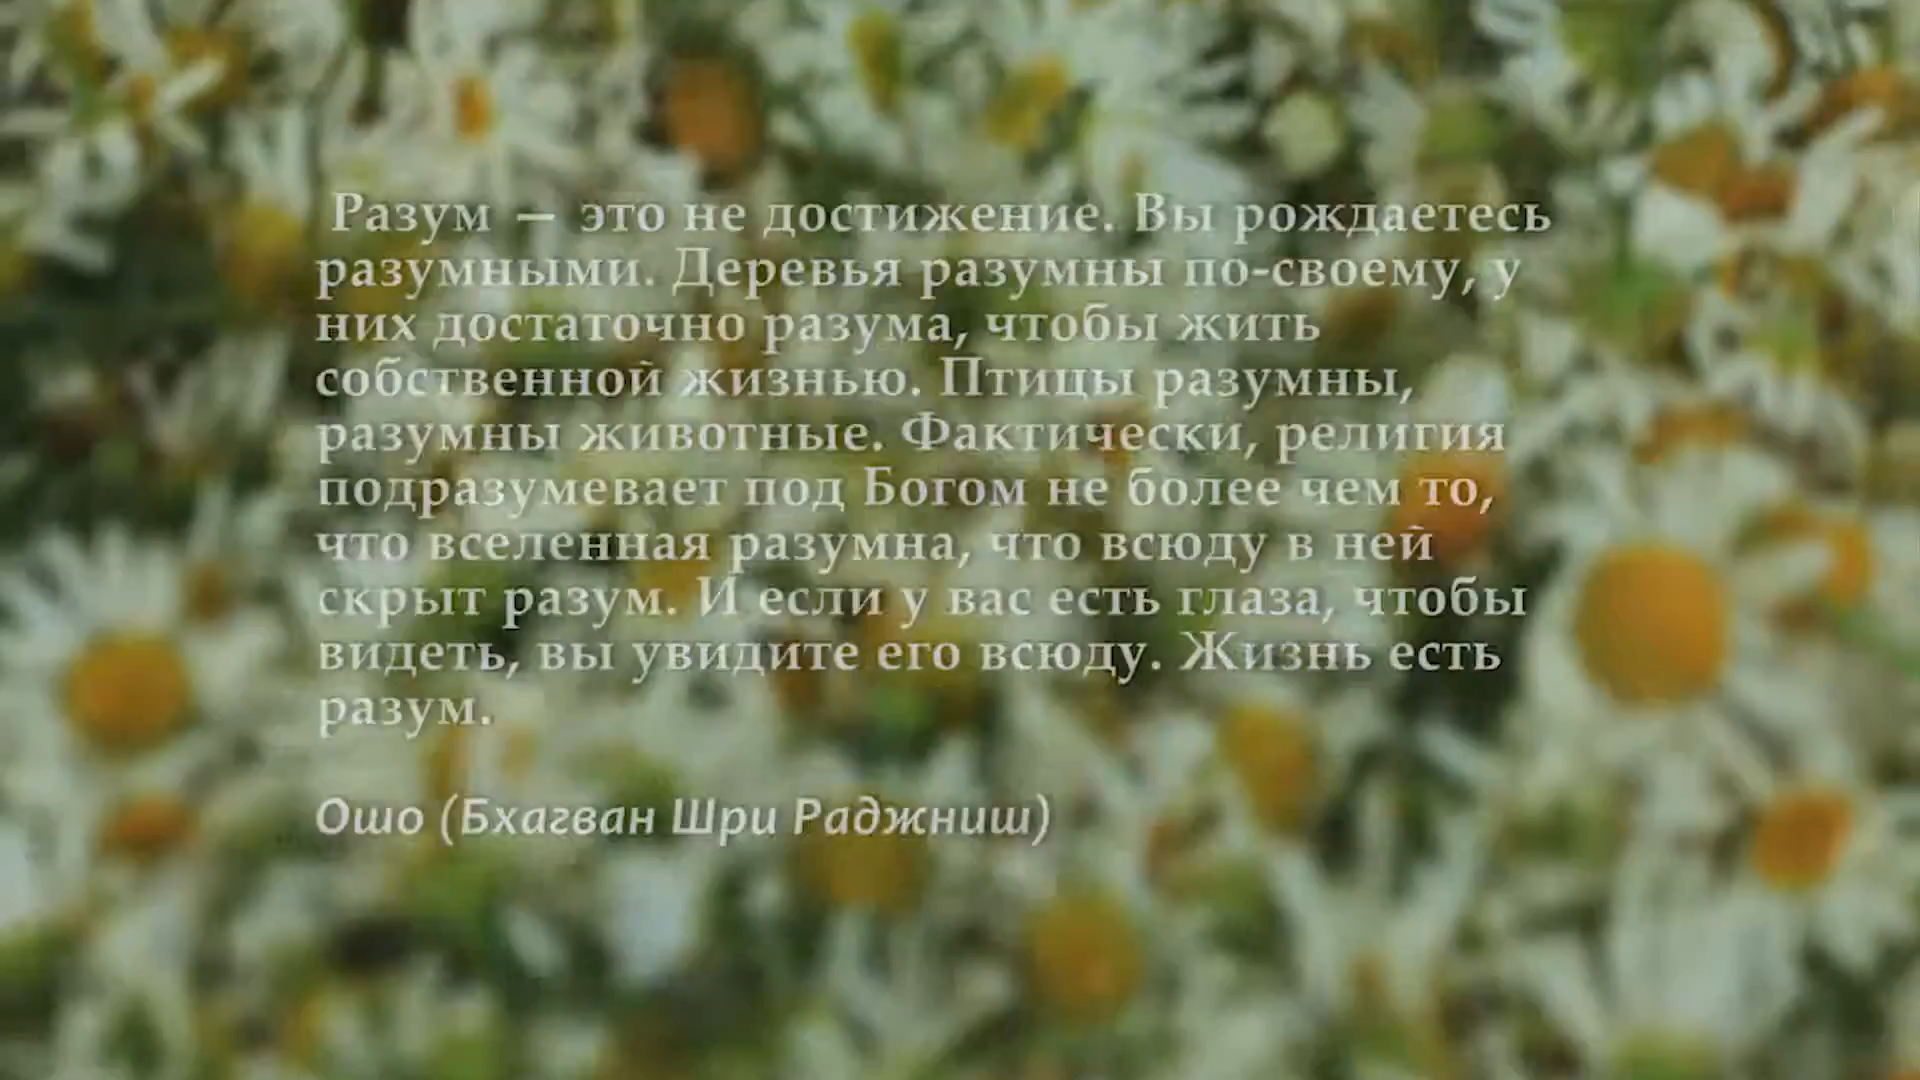 Разум — это не достижение. Вы рождаетесь
разумными. Деревья разумны по-своему, у
них достаточно разума, чтобы жить
собственной жизнью. Птицы разумны,
разумны животные. Фактически, религия
подразумевает под Богом не более чем то,
что вселенная разумна, что всюду в ней
скрыт разум. И если у вас есть глаза, чтобы
видеть, вы увидите его всюду. Жизнь есть
разум.
Ошо (Бхагван Шри Раджниш)